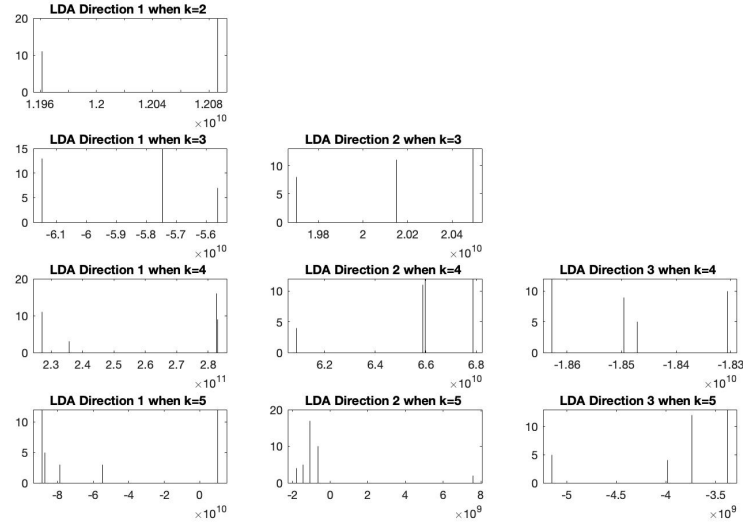 LDA Direction 1 when k=2
20
10
0
1.196 1.2 1.204 1.208
×10^10
LDA Direction 1 when k=3
15
10
5
0
-6.1 -6 -5.9 -5.8 -5.7 -5.6
×10^10
LDA Direction 2 when k=3
10
5
0
1.98 2 2.02 2.04
×10^10
LDA Direction 1 when k=4
20
10
0
2.3 2.4 2.5 2.6 2.7 2.8
×10^11
LDA Direction 2 when k=4
10
5
0
6.2 6.4 6.6 6.8
×10^10
LDA Direction 3 when k=4
10
5
0
-1.86 -1.85 -1.84 -1.83
×10^10
LDA Direction 1 when k=5
10
5
0
-8 -6 -4 -2 0
×10^10
LDA Direction 2 when k=5
20
10
0
-2 0 2 4 6 8
×10^9
LDA Direction 3 when k=5
10
5
0
-5 -4.5 -4 -3.5
×10^9